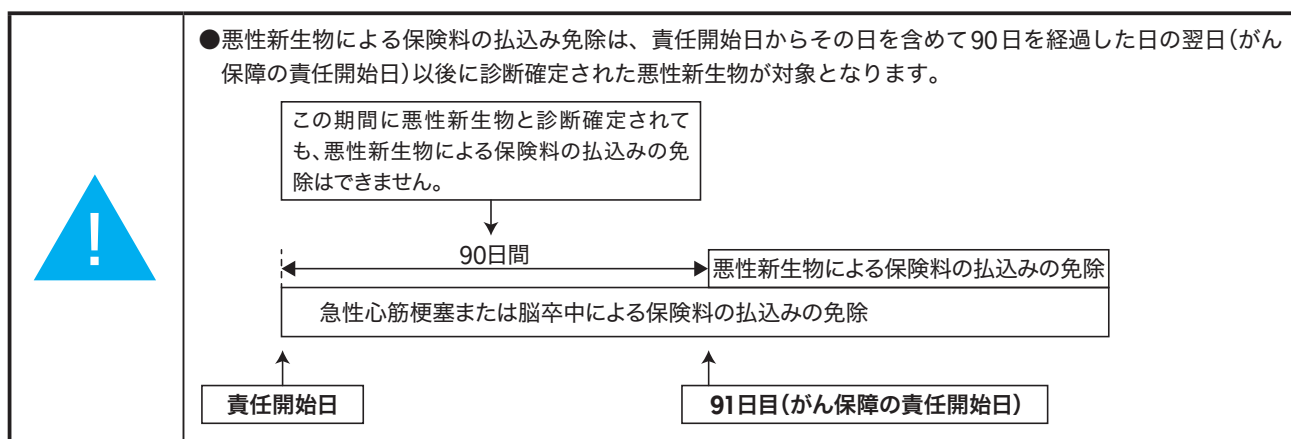 !
●悪性新生物による保険料の払込み免除は、責任開始日からその日を含めて90日を経過した日の翌日(がん
保障の責任開始日)以後に診断確定された悪性新生物が対象となります。
この期間に悪性新生物と診断確定されて
も、悪性新生物による保険料の払込みの免
除はできません。
90日間
悪性新生物による保険料の払込みの免除
急性心筋梗塞または脳卒中による保険料の払込みの免除
責任開始日
91日目(がん保障の責任開始日)